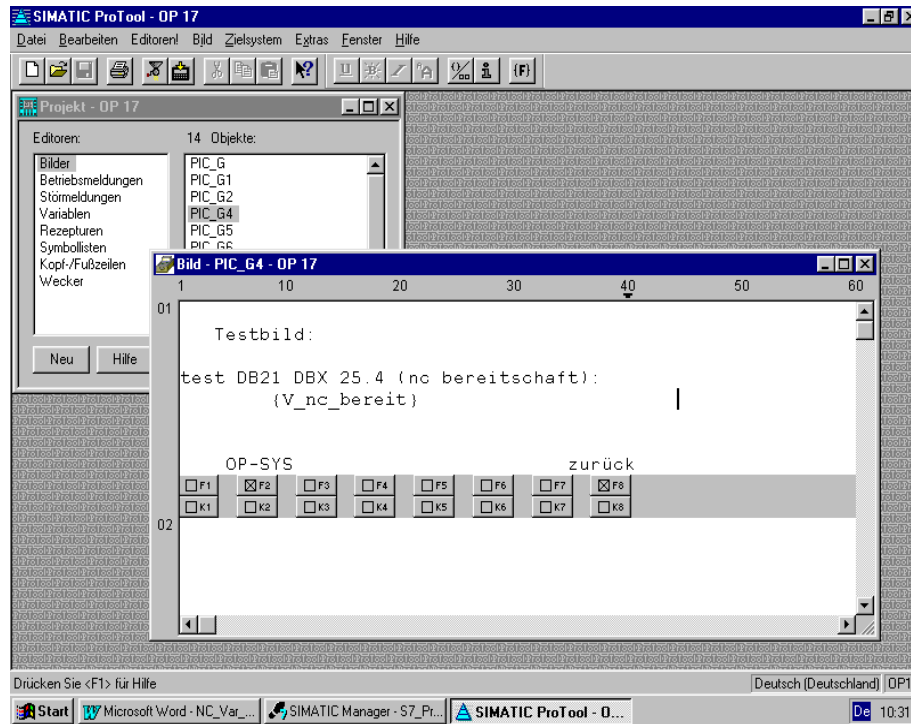 SIMATIC ProTool - OP 17
Datei Bearbeiten Editoren! Bild Zielsystem Extras Fenster Hilfe
Projekt - OP 17
Editoren: 14 Objekte:
Bilder
Betriebsmeldungen
Störmeldungen
Variablen
Rezepturen
Symbollisten
Kopf-/Fußzeilen
Wecker
PIC_G
PIC_G1
PIC_G2
PIC_G4
PIC_G5
PIC_G6
Neu Hilfe
Bild - PIC_G4 - OP 17
1 10 20 30 40 50 60
01
Testbild:
test DB21 DBX 25.4 (nc bereitschaft):
{V_nc_bereit}
OP-SYS zurück
F1 F2 F3 F4 F5 F6 F7 F8
K1 K2 K3 K4 K5 K6 K7 K8
02
Drücken Sie <F1> für Hilfe Deutsch (Deutschland) OP1
Start Microsoft Word - NC_Var_... SIMATIC Manager - S7_Pr... SIMATIC ProTool - O... De 10:31